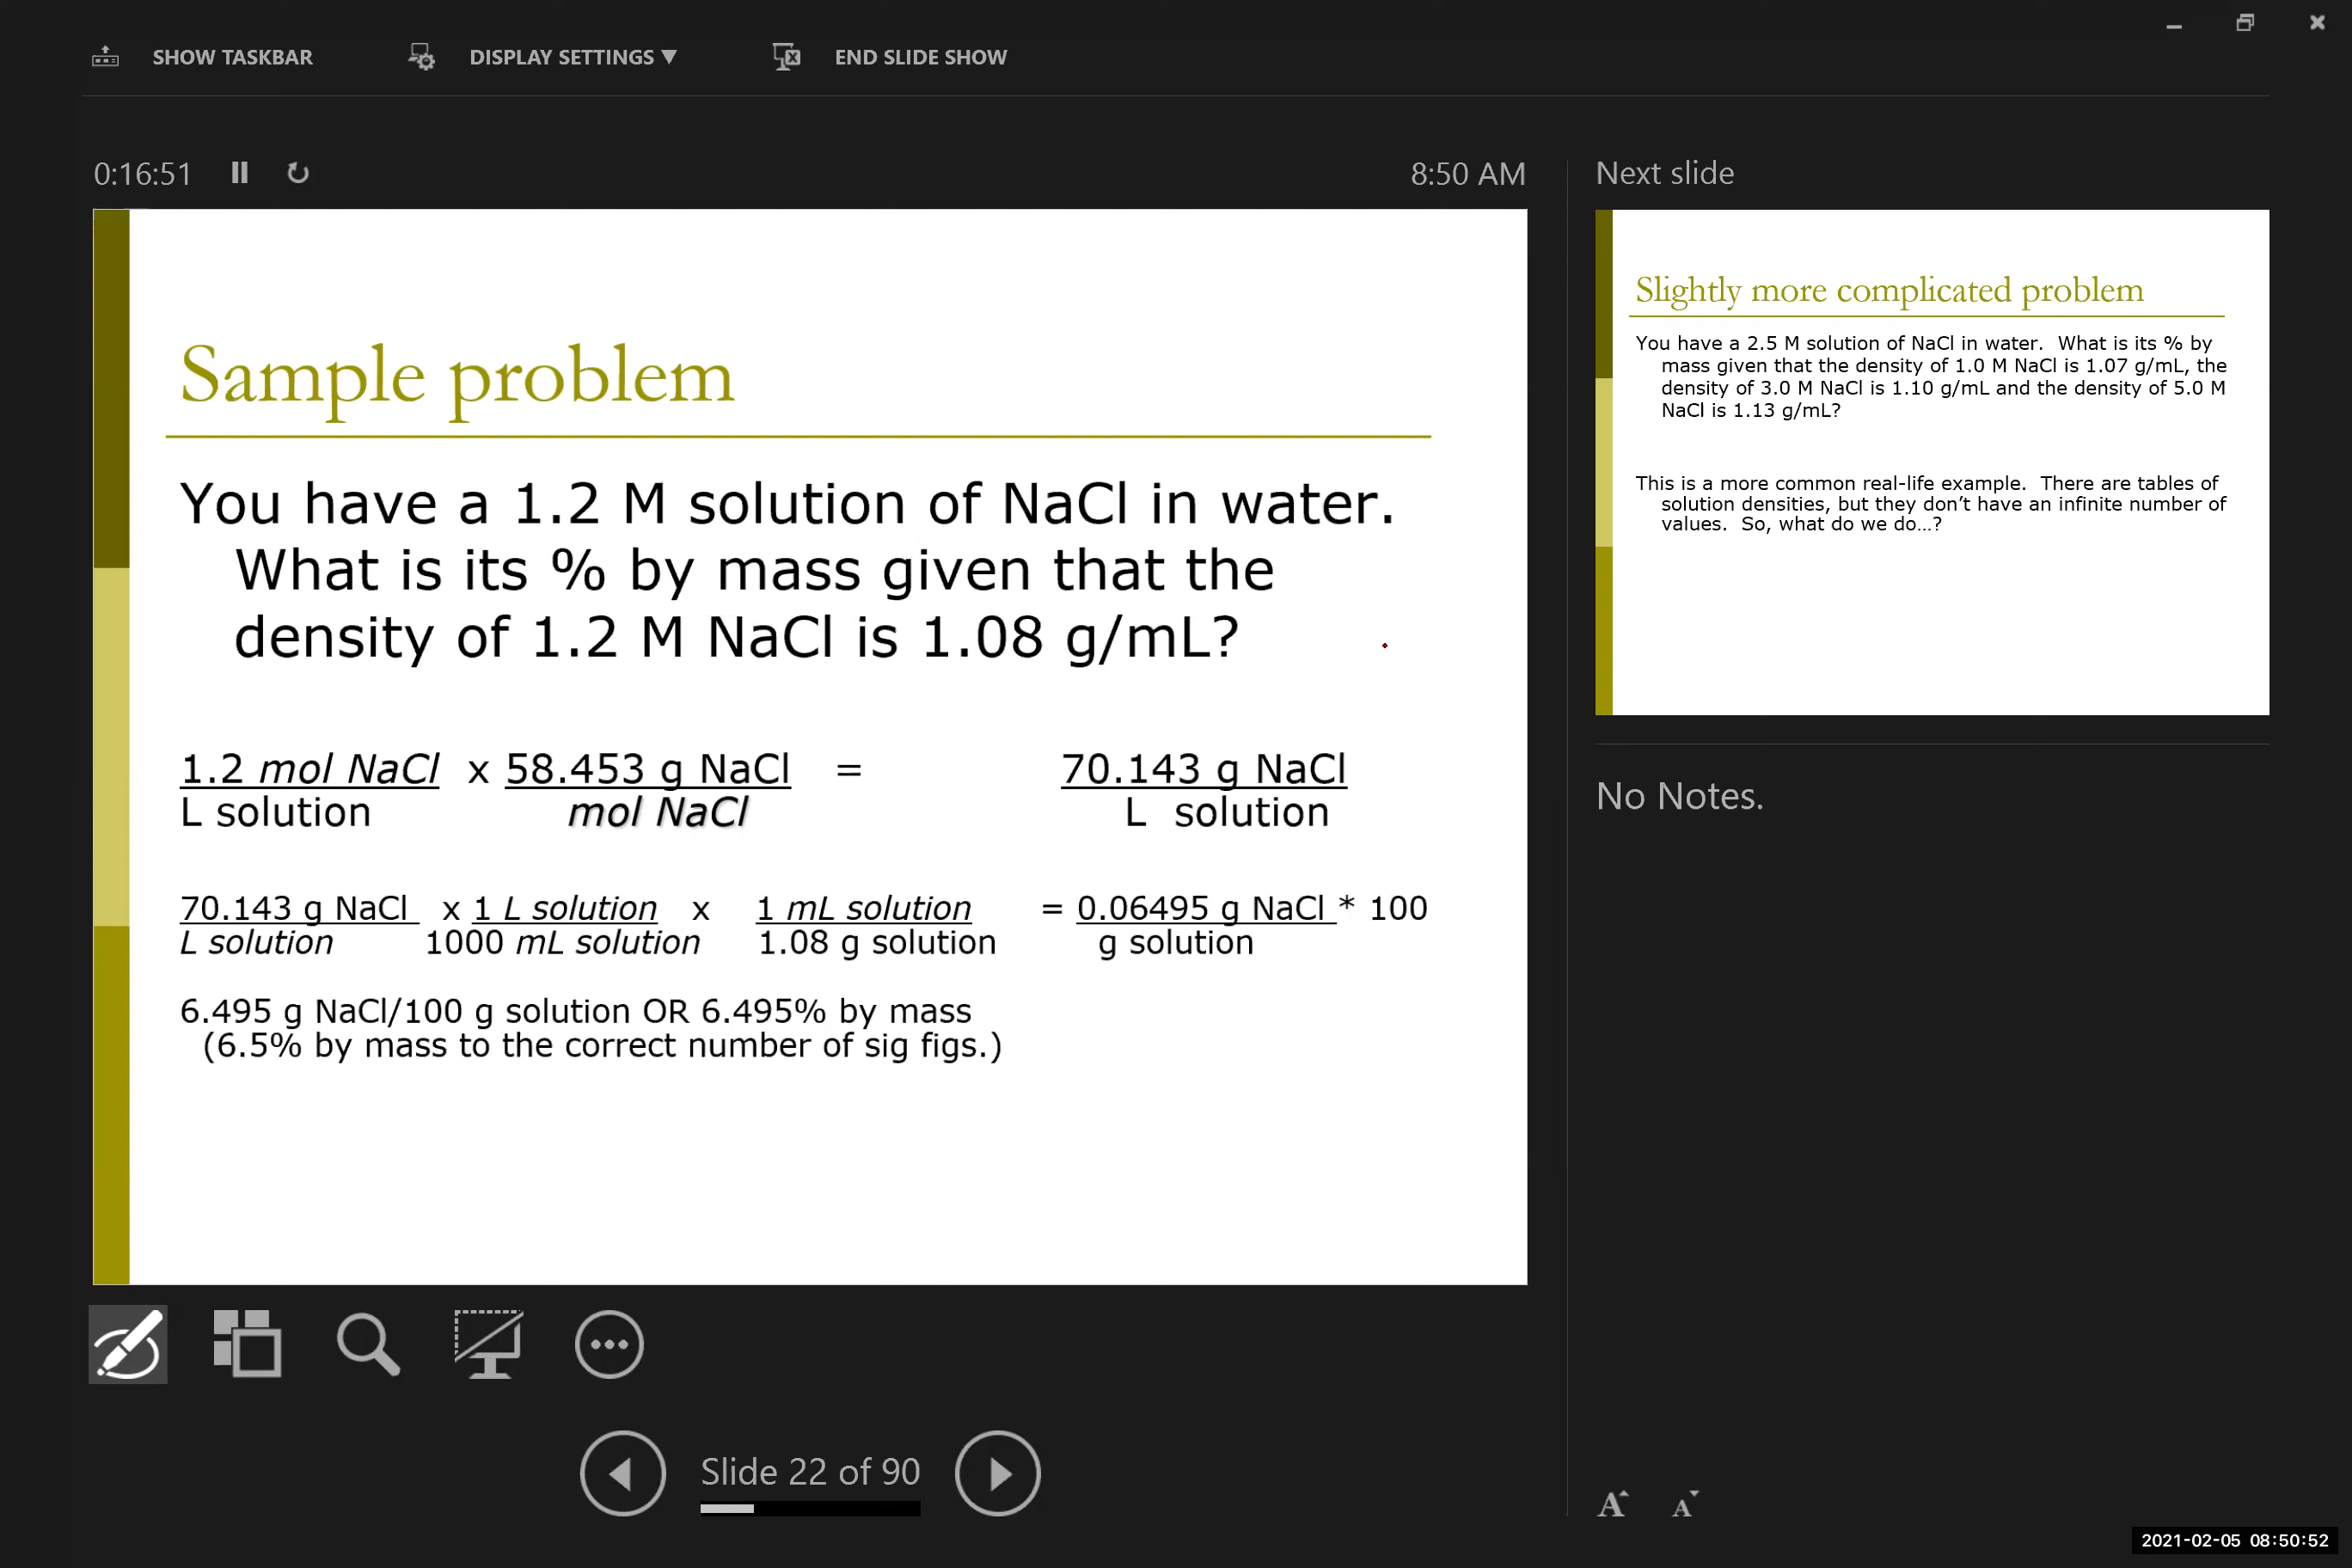 SHOW TASKBAR DISPLAY SETTINGS ▼ END SLIDE SHOW
0:16:51 8:50 AM
Sample problem
You have a 1.2 M solution of NaCl in water.
What is its % by mass given that the
density of 1.2 M NaCl is 1.08 g/mL?
1.2 mol NaCl x 58.453 g NaCl = 70.143 g NaCl
L solution mol NaCl L solution
70.143 g NaCl x 1 L solution x 1 mL solution = 0.06495 g NaCl * 100
L solution 1000 mL solution 1.08 g solution g solution
6.495 g NaCl/100 g solution OR 6.495% by mass
(6.5% by mass to the correct number of sig figs.)
Slide 22 of 90
Next slide
Slightly more complicated problem
You have a 2.5 M solution of NaCl in water. What is its % by
mass given that the density of 1.0 M NaCl is 1.07 g/mL, the
density of 3.0 M NaCl is 1.10 g/mL and the density of 5.0 M
NaCl is 1.13 g/mL?
This is a more common real-life example. There are tables of
solution densities, but they don't have an infinite number of
values. So, what do we do...?
No Notes.
A A
2021-02-05 08:50:52